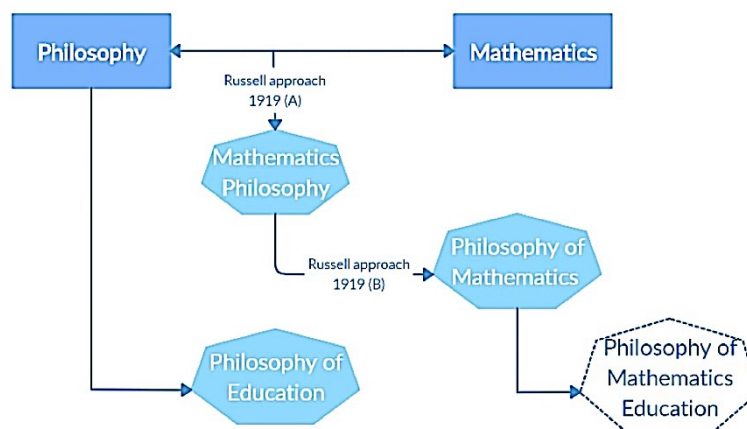 Philosophy
Mathematics
Russell approach
1919 (A)
Mathematics
Philosophy
Philosophy of
Mathematics
Russell approach
1919 (B)
Philosophy of
Education
Philosophy of
Mathematics
Education